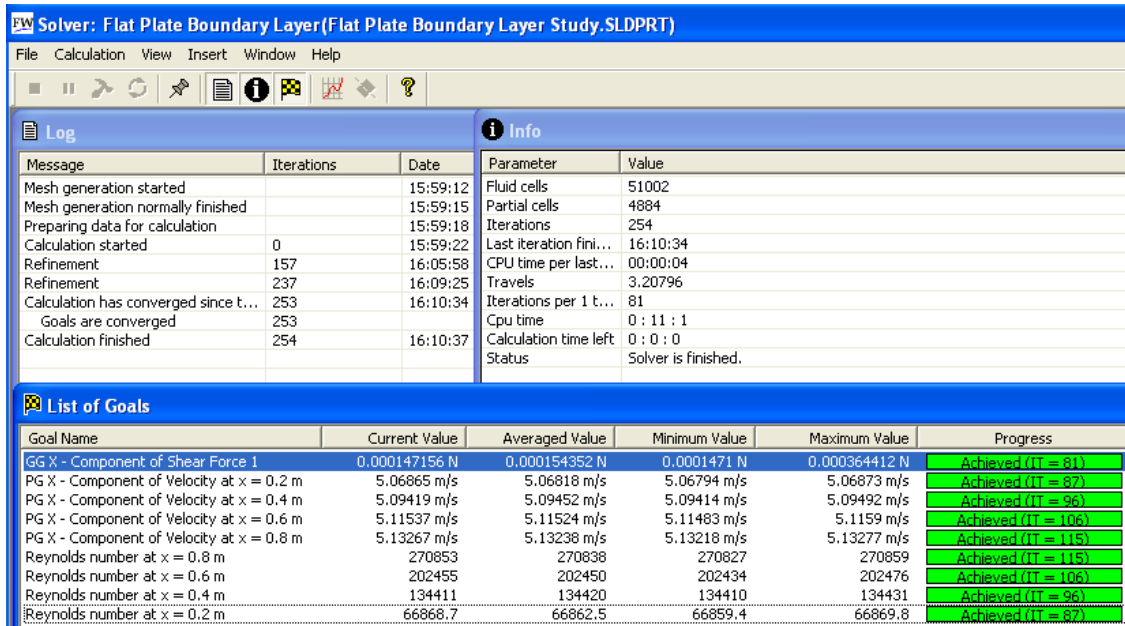 FW Solver: Flat Plate Boundary Layer(Flat Plate Boundary Layer Study.SLDPRT)
File Calculation View Insert Window Help
Log
Message Iterations Date
Mesh generation started 15:59:12
Mesh generation normally finished 15:59:15
Preparing data for calculation 15:59:18
Calculation started 0 15:59:22
Refinement 157 16:05:58
Refinement 237 16:09:25
Calculation has converged since t... 253 16:10:34
Goals are converged 253
Calculation finished 254 16:10:37
Info
Parameter Value
Fluid cells 51002
Partial cells 4884
Iterations 254
Last iteration fini... 16:10:34
CPU time per last... 00:00:04
Travels 3.20796
Iterations per 1 t... 81
Cpu time 0 : 11 : 1
Calculation time left 0 : 0 : 0
Status Solver is finished.
List of Goals
Goal Name Current Value Averaged Value Minimum Value Maximum Value Progress
GG X - Component of Shear Force 1 0.000147156 N 0.000154352 N 0.0001471 N 0.000364412 N Achieved (IT = 81)
PG X - Component of Velocity at x = 0.2 m 5.06865 m/s 5.06818 m/s 5.06794 m/s 5.06873 m/s Achieved (IT = 87)
PG X - Component of Velocity at x = 0.4 m 5.09419 m/s 5.09452 m/s 5.09414 m/s 5.09492 m/s Achieved (IT = 96)
PG X - Component of Velocity at x = 0.6 m 5.11537 m/s 5.11524 m/s 5.11483 m/s 5.1159 m/s Achieved (IT = 106)
PG X - Component of Velocity at x = 0.8 m 5.13267 m/s 5.13238 m/s 5.13218 m/s 5.13277 m/s Achieved (IT = 115)
Reynolds number at x = 0.8 m 270853 270838 270827 270859 Achieved (IT = 115)
Reynolds number at x = 0.6 m 202455 202450 202434 202476 Achieved (IT = 106)
Reynolds number at x = 0.4 m 134411 134420 134410 134431 Achieved (IT = 96)
Reynolds number at x = 0.2 m 66868.7 66862.5 66859.4 66869.8 Achieved (IT = 87)